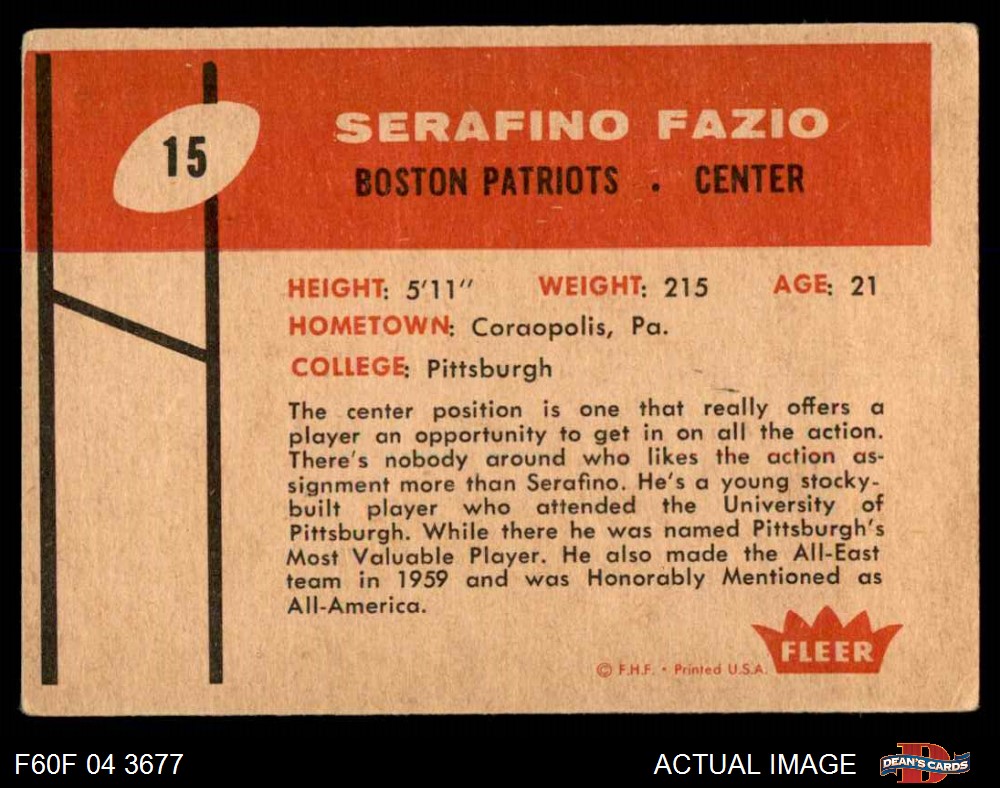 15
SERAFINO FAZIO
BOSTON PATRIOTS . CENTER
HEIGHT: 5'11" WEIGHT: 215 AGE: 21
HOMETOWN: Coraopolis, Pa.
COLLEGE: Pittsburgh
The center position is one that really offers a
player an opportunity to get in on all the action.
There's nobody around who likes the action as-
signment more than Serafino. He's a young stocky-
built player who attended the University of
Pittsburgh. While there he was named Pittsburgh's
Most Valuable Player. He also made the All-East
team in 1959 and was Honorably Mentioned as
All-America.
FLEER
© F.H.F. • Printed U.S.A.
F60F 04 3677
ACTUAL IMAGE
D
DEAN'S CARDS